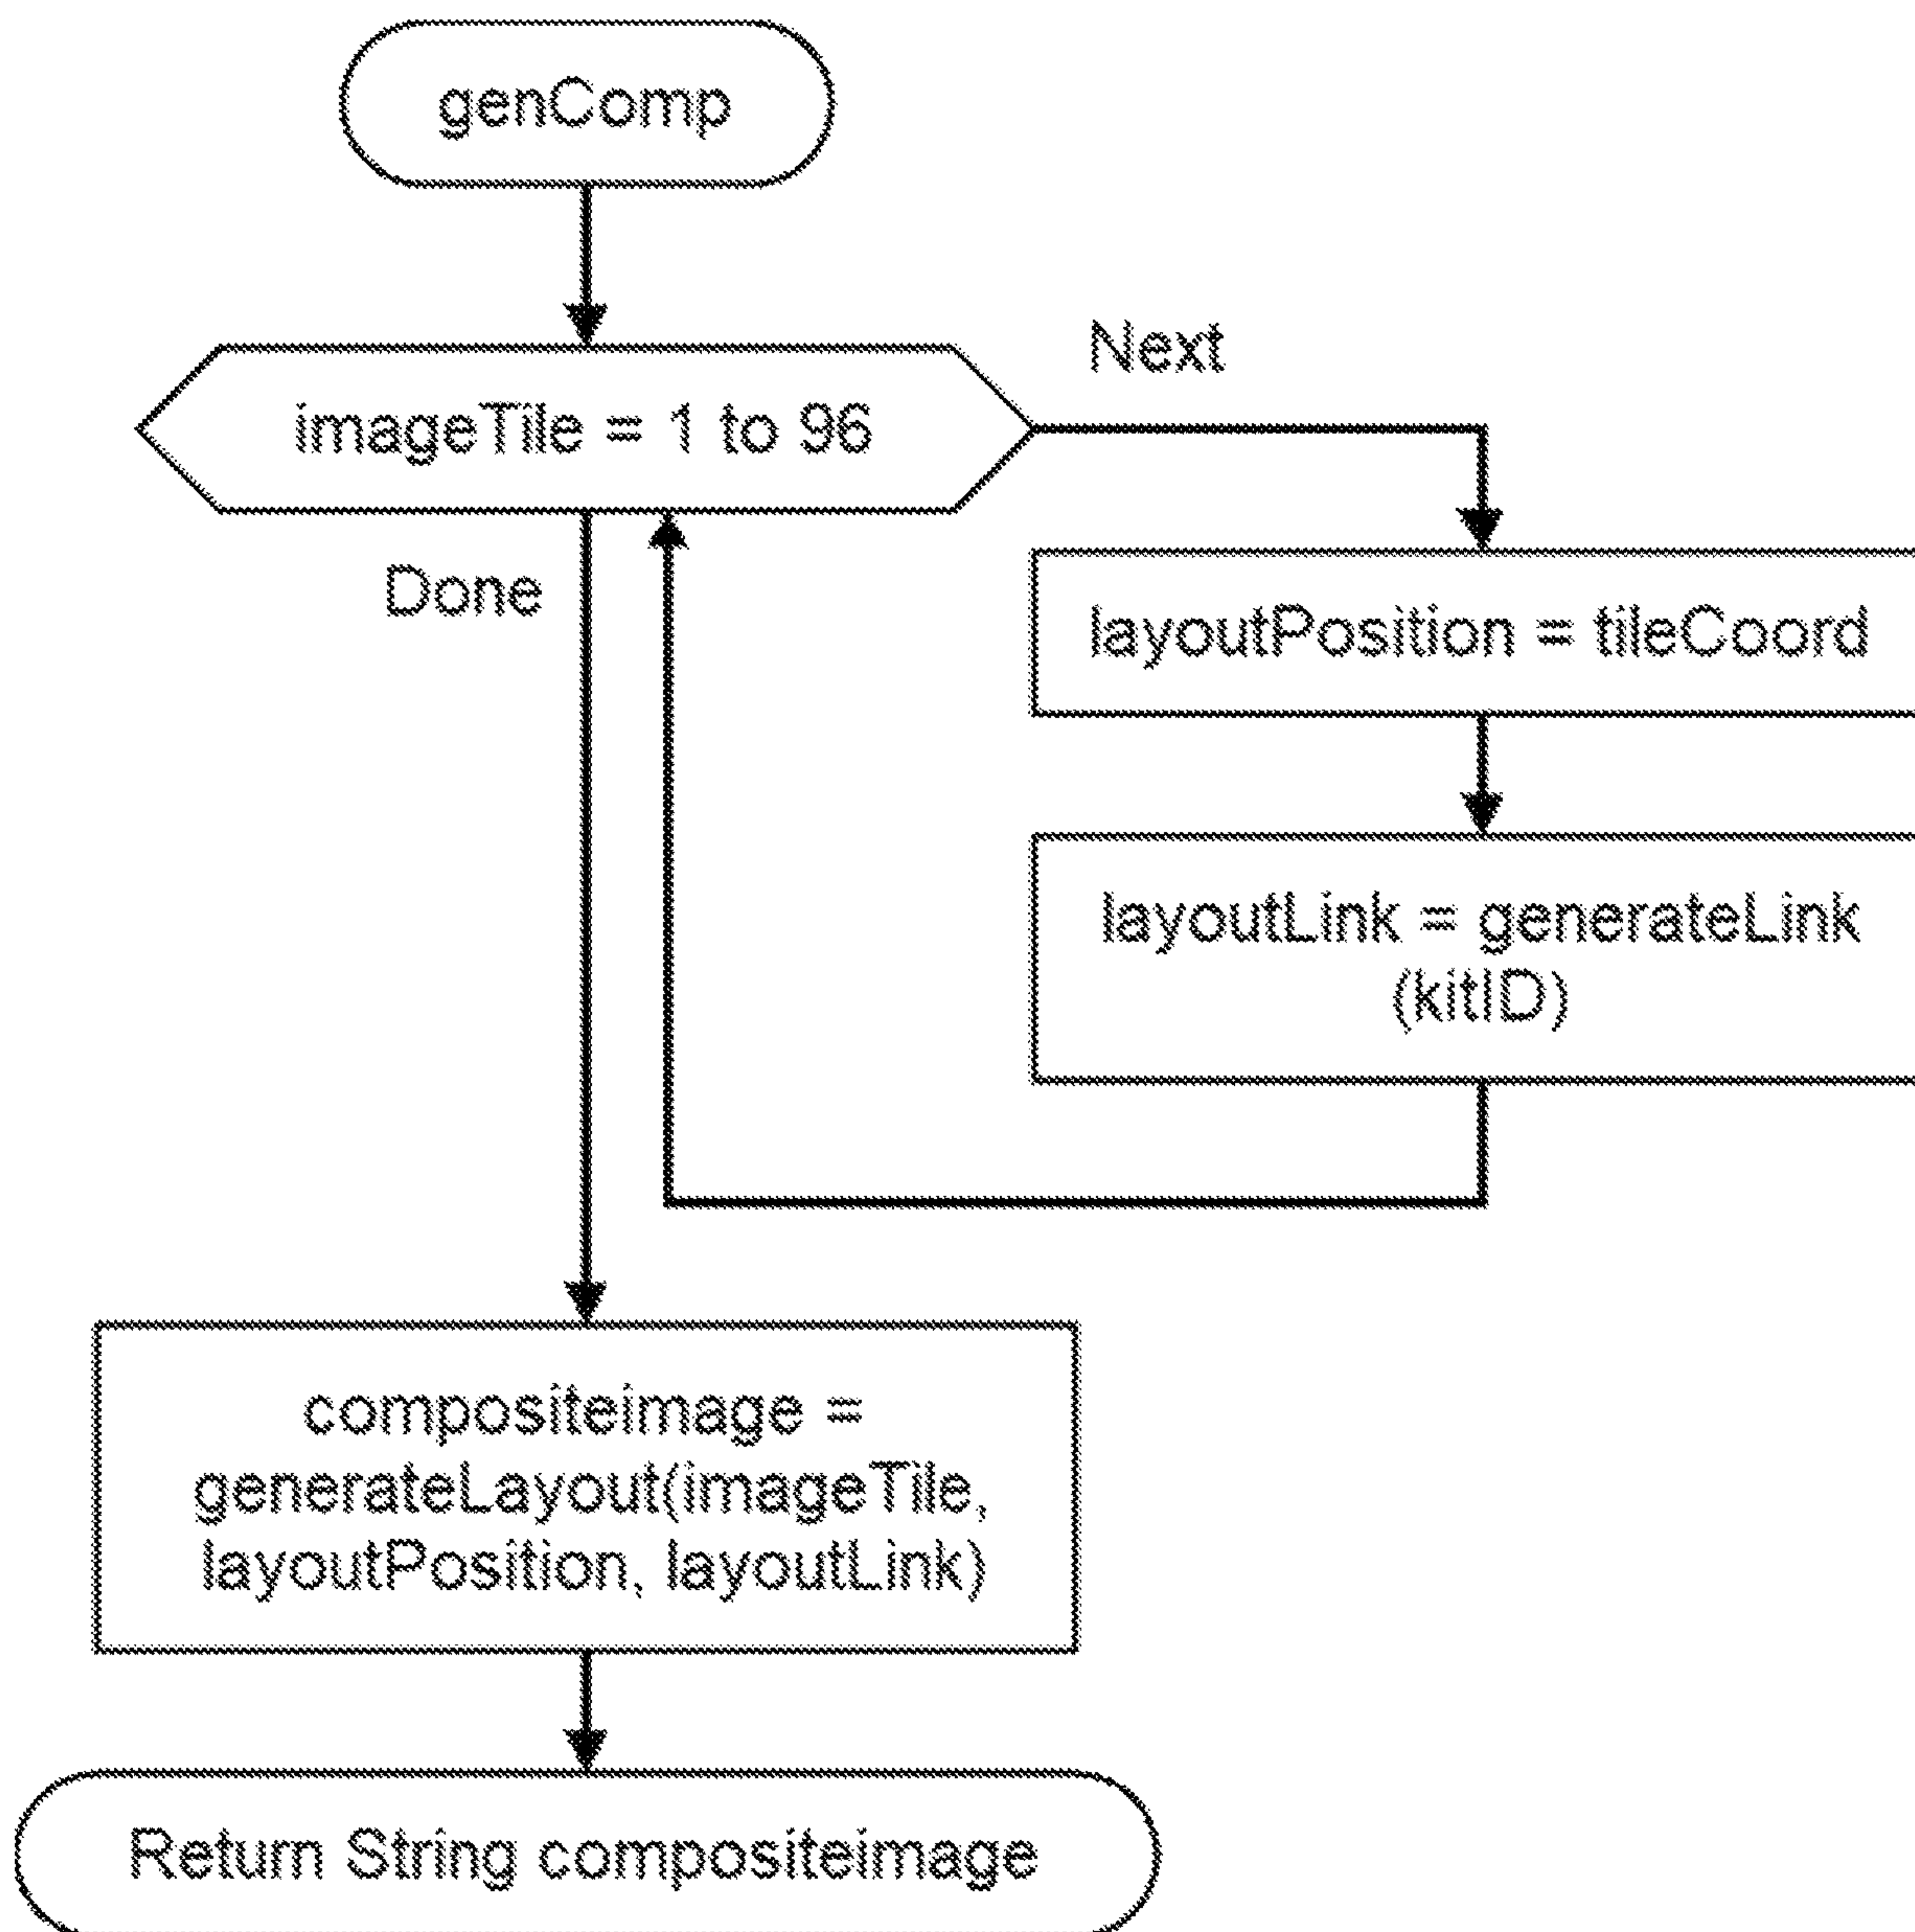 genComp
imageTile = 1 to 96
Next
Done
layoutPosition = tileCoord
layoutLink = generateLink
(kitID)
compositeimage =
generateLayout(imageTile,
layoutPosition, layoutLink)
Return String compositeimage